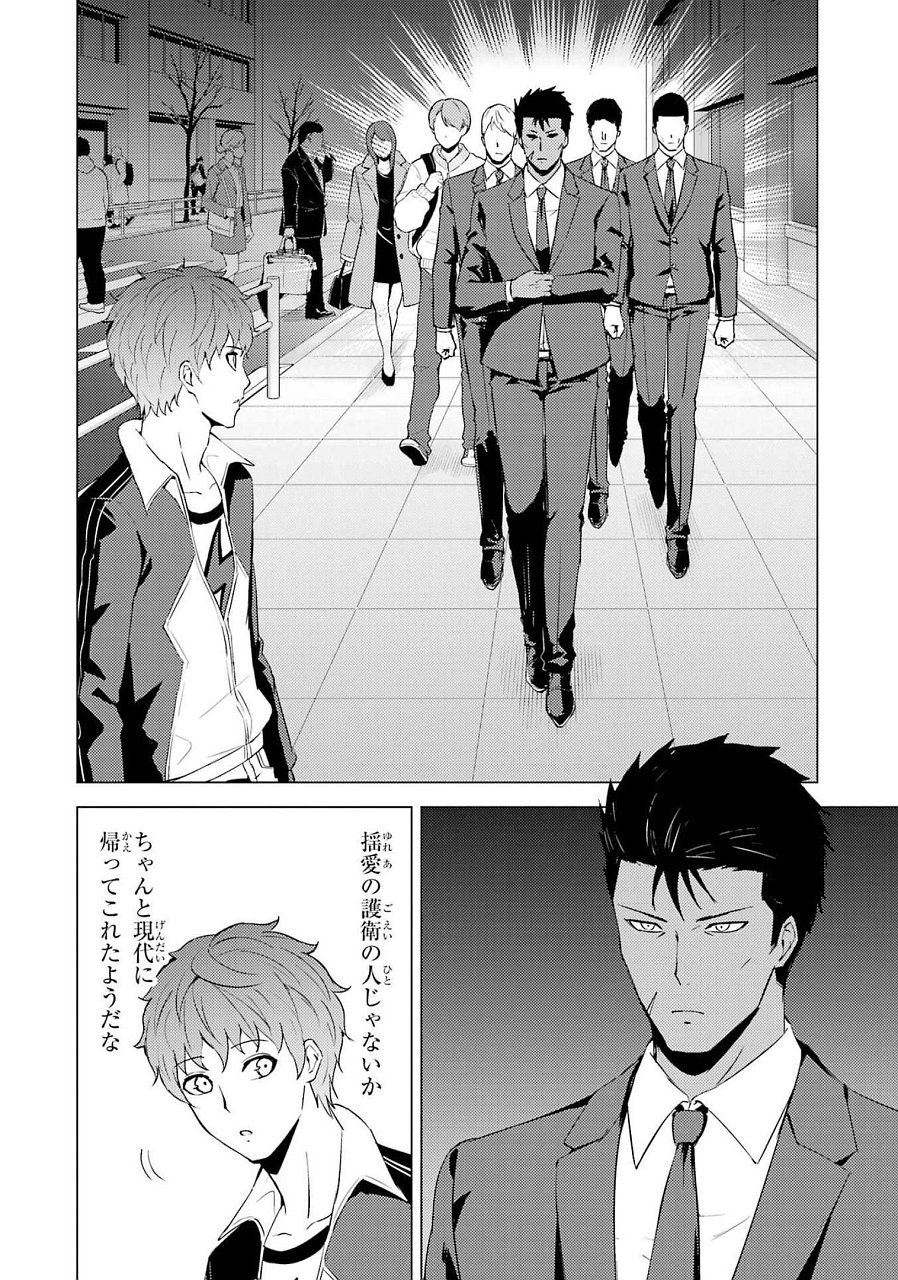 揺愛の護衛の人じゃないか
ちゃんと現代に
帰ってこれたようだな